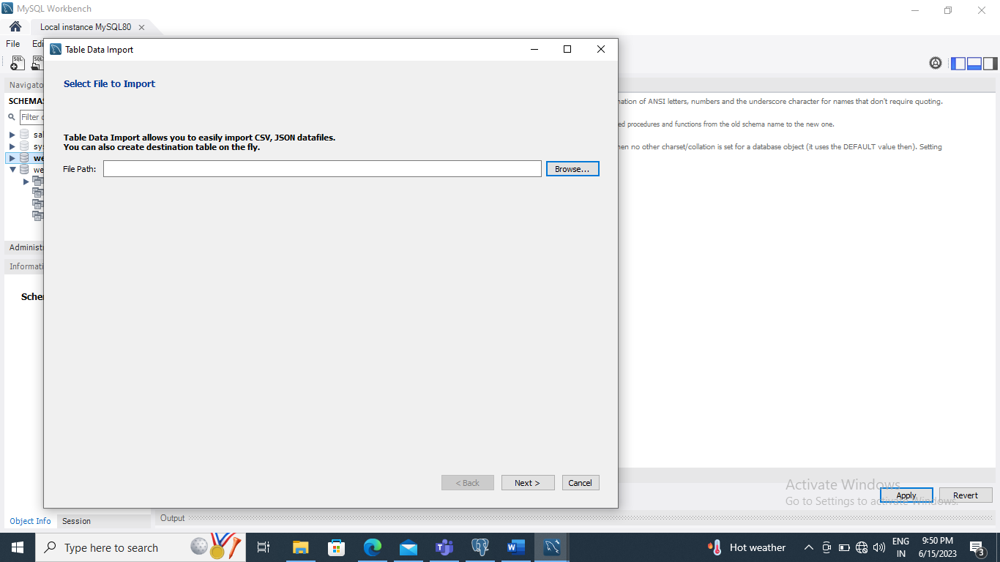 MySQL Workbench
Local instance MySQL80
File Edi
Table Data Import
Navigato
SCHEMAS
Filter o
sal
sys
we
we
Administr
Informati
Schem
Select File to Import
Table Data Import allows you to easily import CSV, JSON datafiles.
You can also create destination table on the fly.
File Path:
Browse...
< Back
Next >
Cancel
nation of ANSI letters, numbers and the underscore character for names that don't require quoting.
ed procedures and functions from the old schema name to the new one.
hen no other charset/collation is set for a database object (it uses the DEFAULT value then). Setting
Activate Windows
Go to Settings to activate Windows.
Apply
Revert
Object Info
Session
Output
Type here to search
Hot weather
ENG
IN
9:50 PM
6/15/2023
3